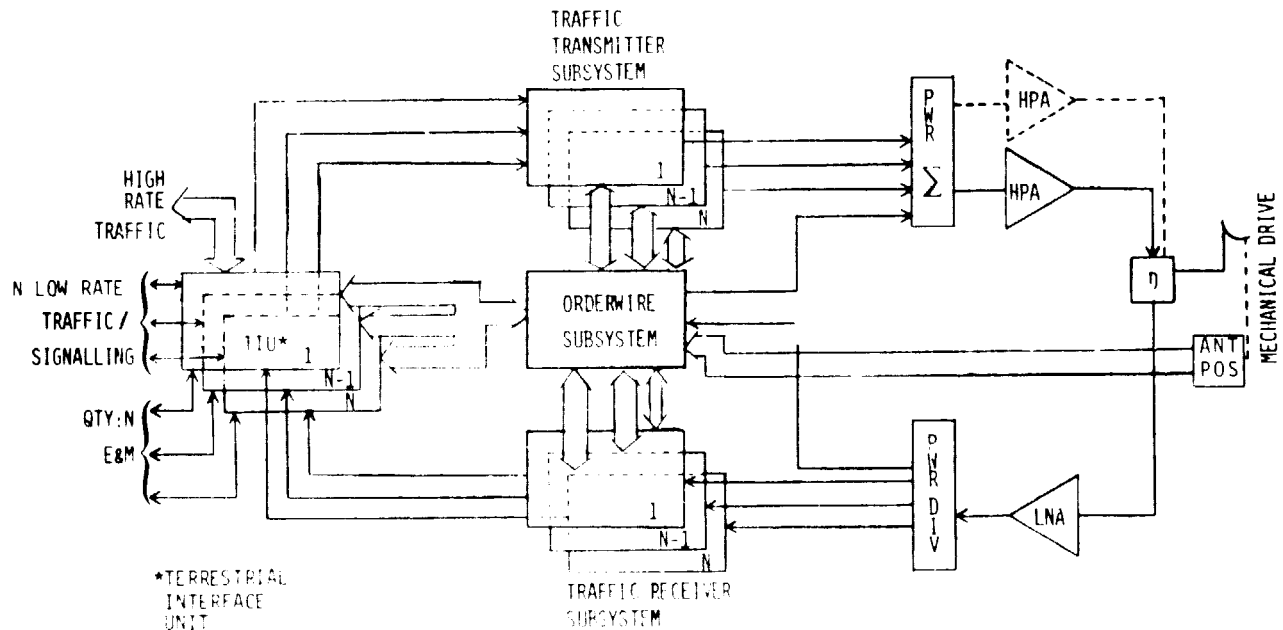 TRAFFIC
TRANSMITTER
SUBSYSTEM
1
N-1
N
PWR
Σ
HPA
HPA
HIGH
RATE
TRAFFIC
N LOW RATE
TRAFFIC/
SIGNALLING
TIU*
1
N-1
N
QTY:N
E&M
ORDERWIRE
SUBSYSTEM
η
ANT
POS
MECHANICAL DRIVE
1
N-1
N
TRAFFIC RECEIVER
SUBSYSTEM
PWR
DIV
LNA
*TERRESTRIAL
INTERFACE
UNIT